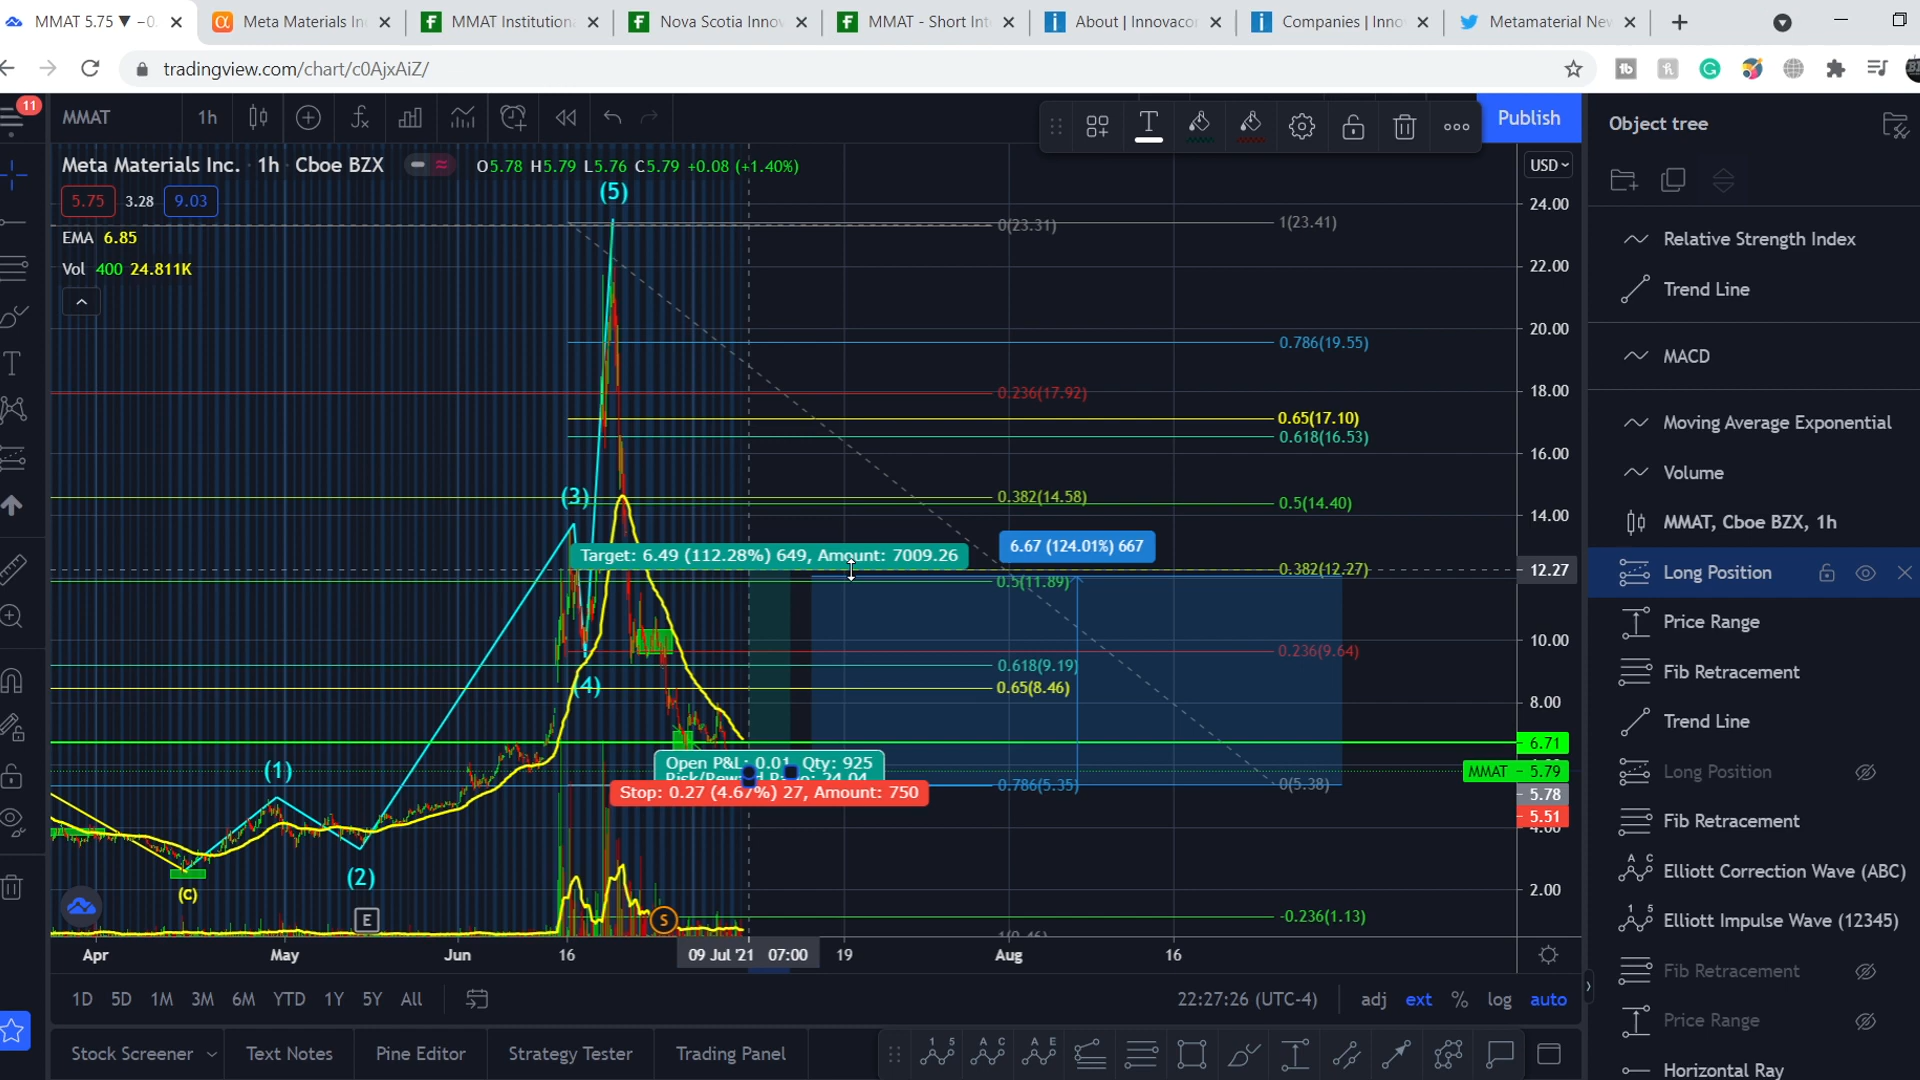 MMAT 5.75 ▼ −0.
Meta Materials In
MMAT Institutiona
Nova Scotia Innov
MMAT - Short Int
About | Innovacor
Companies | Inno
Metamaterial Nev
tradingview.com/chart/c0AjxAiZ/
11
MMAT
1h
Publish
Object tree
Meta Materials Inc. · 1h · Cboe BZX
O5.78 H5.79 L5.76 C5.79 +0.08 (+1.40%)
USD
5.75
3.28
9.03
EMA 6.85
Vol 400 24.811K
(5)
0(23.31)
1(23.41)
0.786(19.55)
0.236(17.92)
0.65(17.10)
0.618(16.53)
(3)
0.382(14.58)
0.5(14.40)
Target: 6.49 (112.28%) 649, Amount: 7009.26
6.67 (124.01%) 667
0.382(12.27)
0.5(11.89)
0.236(9.64)
0.618(9.19)
(4)
0.65(8.46)
Open P&L: 0.01, Qty: 925
Risk/Reward Ratio: 24.04
Stop: 0.27 (4.67%) 27, Amount: 750
0.786(5.35)
0(5.38)
(1)
(2)
(C)
E
S
-0.236(1.13)
24.00
22.00
20.00
18.00
16.00
14.00
12.27
10.00
8.00
6.71
MMAT 5.79
5.78
5.51
4.00
2.00
Apr
May
Jun
16
09 Jul '21 07:00
19
Aug
16
1D
5D
1M
3M
6M
YTD
1Y
5Y
All
22:27:26 (UTC-4)
adj
ext
%
log
auto
Stock Screener
Text Notes
Pine Editor
Strategy Tester
Trading Panel
Relative Strength Index
Trend Line
MACD
Moving Average Exponential
Volume
MMAT, Cboe BZX, 1h
Long Position
Price Range
Fib Retracement
Trend Line
Long Position
Fib Retracement
Elliott Correction Wave (ABC)
Elliott Impulse Wave (12345)
Fib Retracement
Price Range
Horizontal Ray